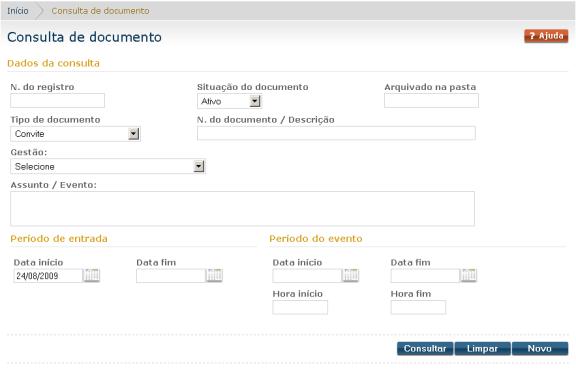 Início Consulta de documento
Consulta de documento ? Ajuda
Dados da consulta
N. do registro Situação do documento Arquivado na pasta
Ativo
Tipo de documento N. do documento / Descrição
Convite
Gestão:
Selecione
Assunto / Evento:
Período de entrada Período do evento
Data início Data fim Data início Data fim
24/08/2009
Hora início Hora fim
Consultar Limpar Novo